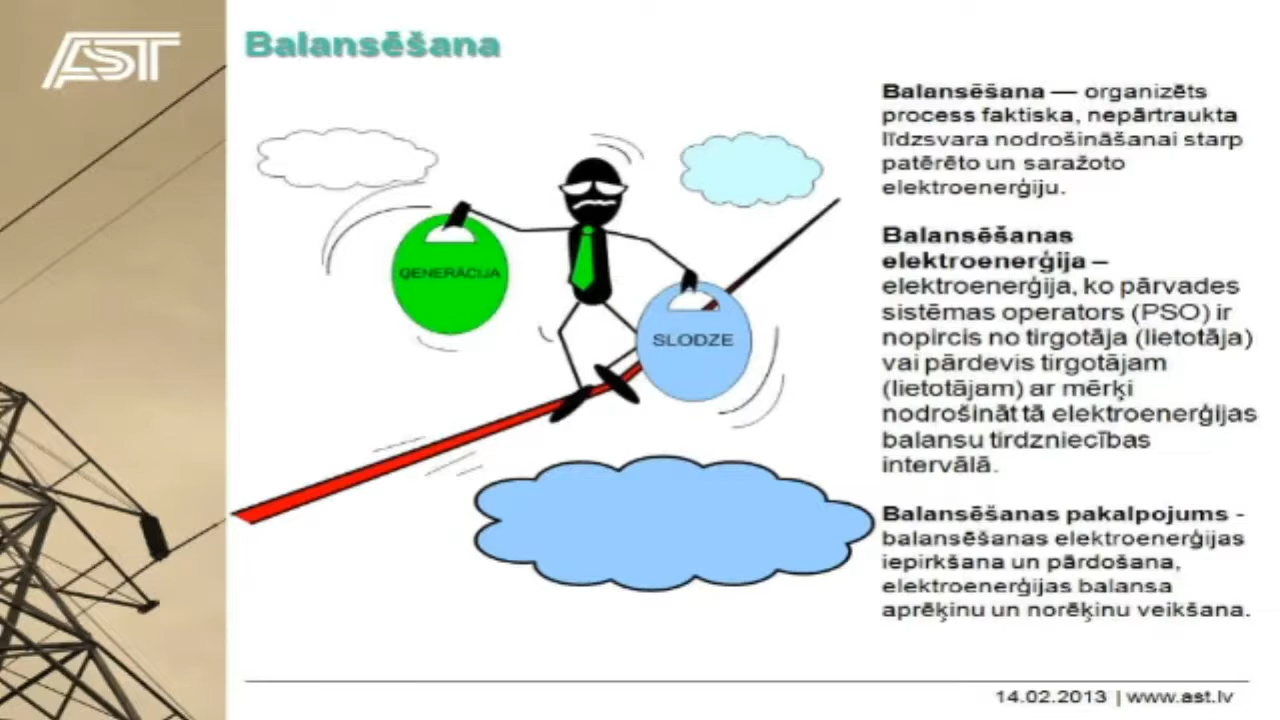 AST
Balansēšana
Balansēšana — organizēts
process faktiska, nepārtraukta
līdzsvara nodrošināšanai starp
patērēto un saražoto
elektroenerģiju.
ĢENERĀCIJA
SLODZE
Balansēšanas
elektroenerģija –
elektroenerģija, ko pārvades
sistēmas operators (PSO) ir
nopircis no tirgotāja (lietotāja)
vai pārdevis tirgotājam
(lietotājam) ar mērķi
nodrošināt tā elektroenerģijas
balansu tirdzniecības
intervālā.
Balansēšanas pakalpojums -
balansēšanas elektroenerģijas
iepirkšana un pārdošana,
elektroenerģijas balansa
aprēķinu un norēķinu veikšana.
14.02.2013 | www.ast.lv